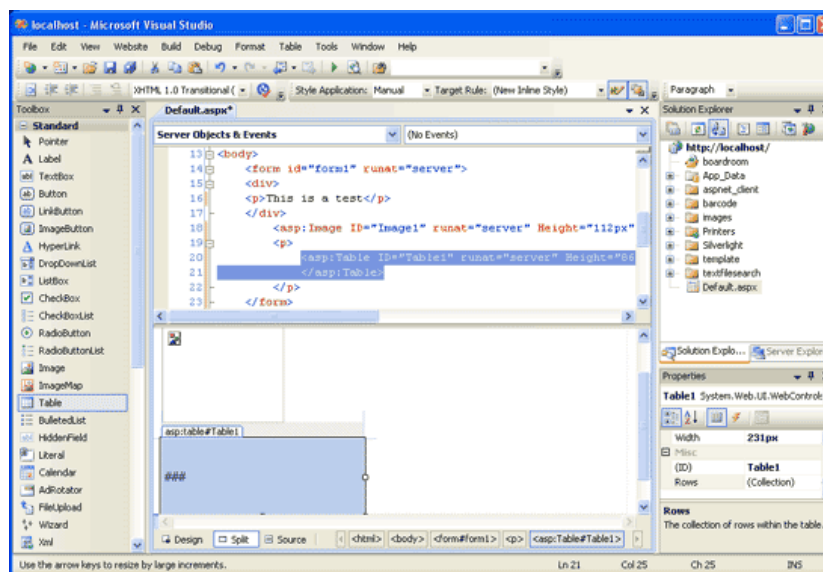 localhost - Microsoft Visual Studio
File Edit View Website Build Debug Format Table Tools Window Help
XHTML 1.0 Transitional ( Style Application: Manual Target Rule: (New Inline Style) Paragraph
Toolbox
Standard
Pointer
Label
TextBox
Button
LinkButton
ImageButton
HyperLink
DropDownList
ListBox
CheckBox
CheckBoxList
RadioButton
RadioButtonList
Image
ImageMap
Table
BulletedList
HiddenField
Literal
Calendar
AdRotator
FileUpload
Wizard
Xml
Default.aspx*
Server Objects & Events (No Events)
13 <body>
14 <form id="form1" runat="server">
15 <div>
16 <p>This is a test</p>
17 </div>
18 <asp:Image ID="Image1" runat="server" Height="112px"
19 <p>
20 <asp:Table ID="Table1" runat="server" Height="86
21 </asp:Table>
22 </p>
23 </form>
asp:table#Table1
###
Design Split Source <html> <body> <form#form1> <p> <asp:Table#Table1>
Solution Explorer
http://localhost/
boardroom
App_Data
aspnet_client
barcode
images
Printers
Silverlight
template
textfilesearch
Default.aspx
Solution Explo... Server Explor
Properties
Table1 System.Web.UI.WebControls
Width 231px
Misc
(ID) Table1
Rows (Collection)
Rows
The collection of rows within the table.
Use the arrow keys to resize by large increments. Ln 21 Col 25 Ch 25 INS